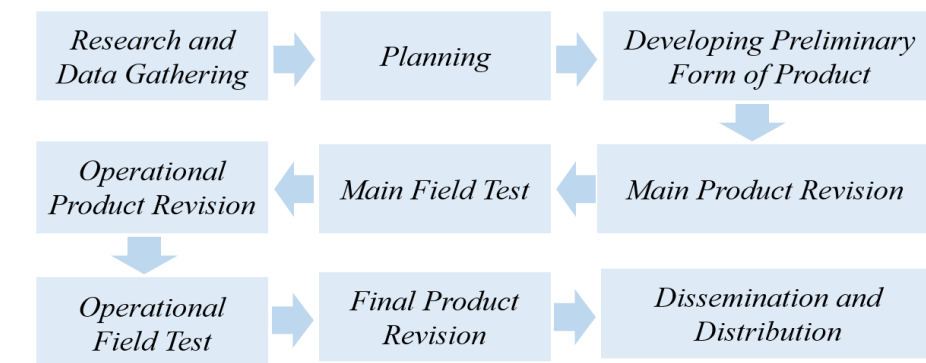 Research and
Data Gathering
Planning
Developing Preliminary
Form of Product
Main Product Revision
Main Field Test
Operational
Product Revision
Operational
Field Test
Final Product
Revision
Dissemination and
Distribution